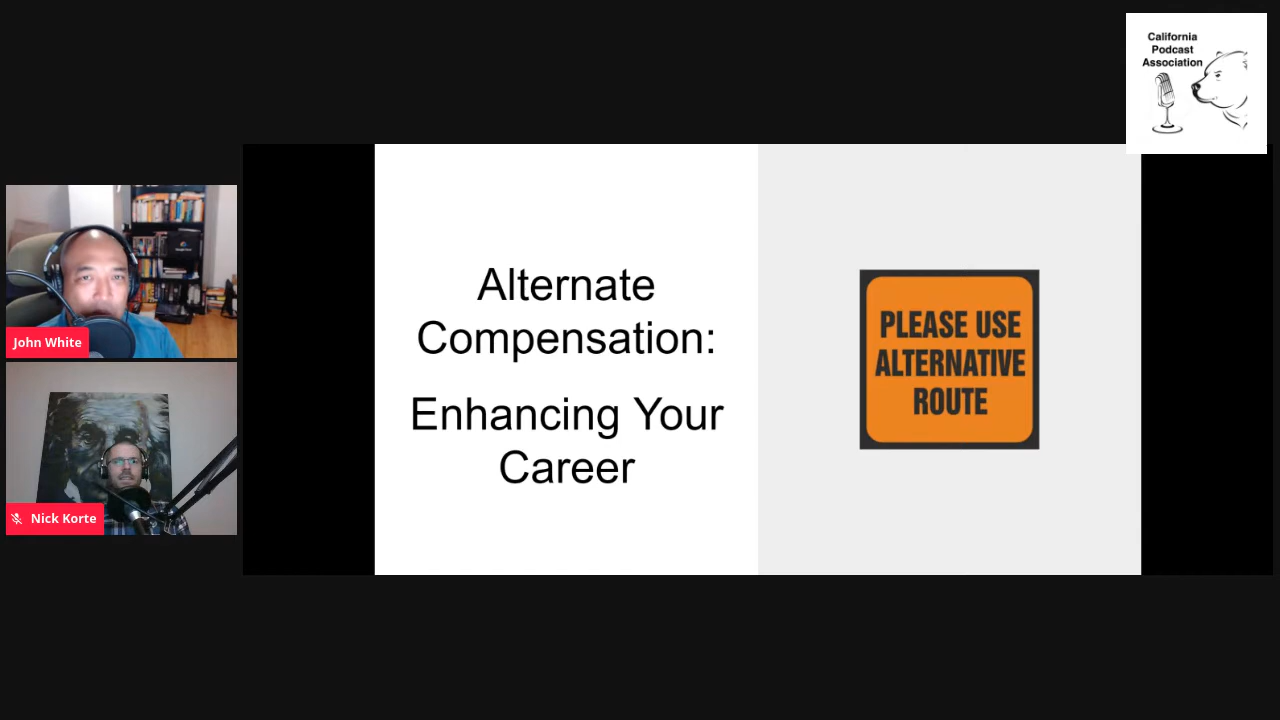 California
Podcast
Association
John White
Nick Korte
Alternate
Compensation:
Enhancing Your
Career
PLEASE USE
ALTERNATIVE
ROUTE